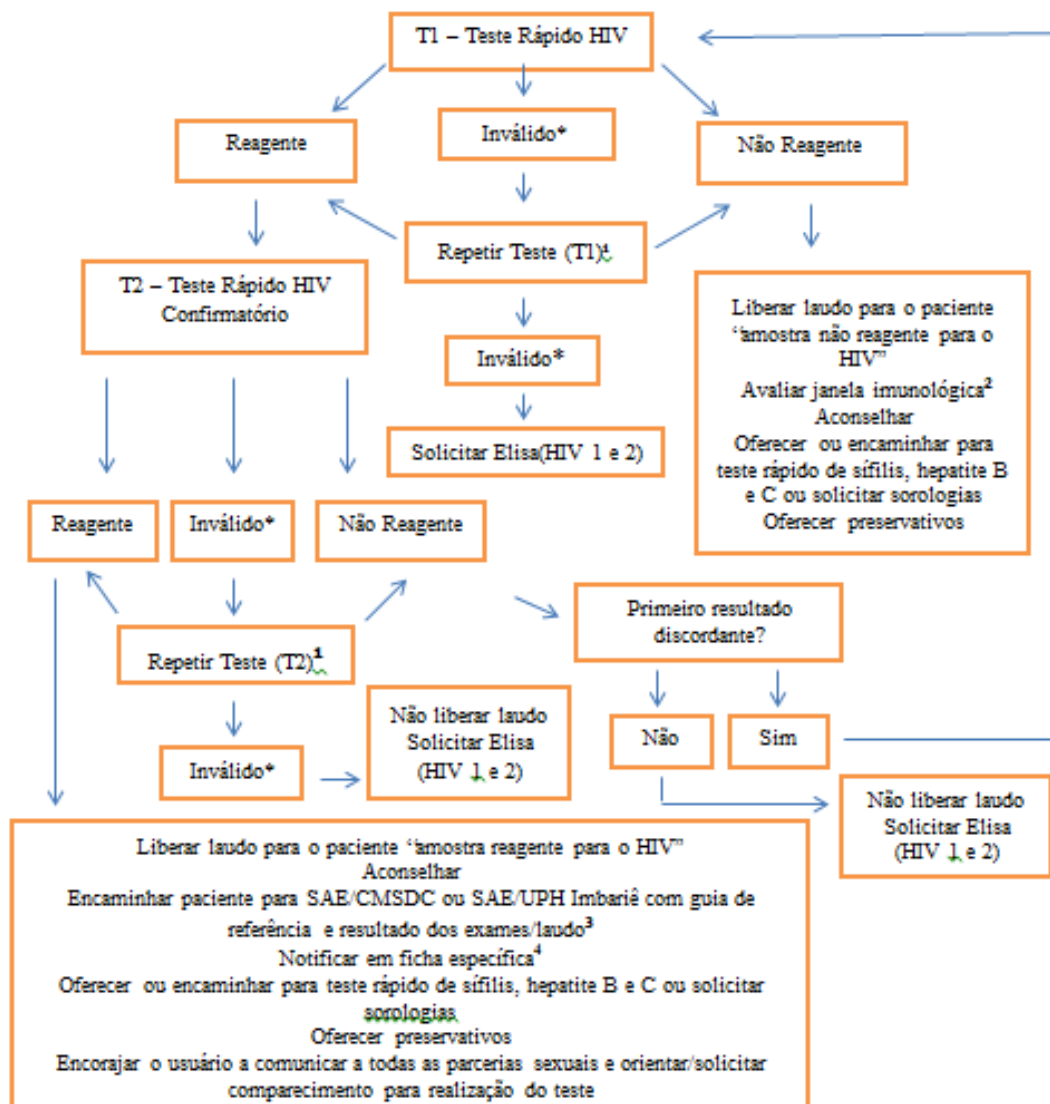 T1 – Teste Rápido HIV
Reagente
Inválido*
Não Reagente
Repetir Teste (T1)¹
T2 – Teste Rápido HIV
Confirmatório
Inválido*
Solicitar Elisa(HIV 1 e 2)
Liberar laudo para o paciente
“amostra não reagente para o
HIV”
Avaliar janela imunológica²
Aconselhar
Oferecer ou encaminhar para
teste rápido de sífilis, hepatite B
e C ou solicitar sorologias
Oferecer preservativos
Reagente
Inválido*
Não Reagente
Repetir Teste (T2)¹
Primeiro resultado
discordante?
Não
Sim
Inválido*
Não liberar laudo
Solicitar Elisa
(HIV 1 e 2)
Não liberar laudo
Solicitar Elisa
(HIV 1 e 2)
Liberar laudo para o paciente “amostra reagente para o HIV”
Aconselhar
Encaminhar paciente para SAE/CMSDC ou SAE/UPH Imbariê com guia de
referência e resultado dos exames/laudo³
Notificar em ficha específica⁴
Oferecer ou encaminhar para teste rápido de sífilis, hepatite B e C ou solicitar
sorologias
Oferecer preservativos
Encorajar o usuário a comunicar a todas as parcerias sexuais e orientar/solicitar
comparecimento para realização do teste